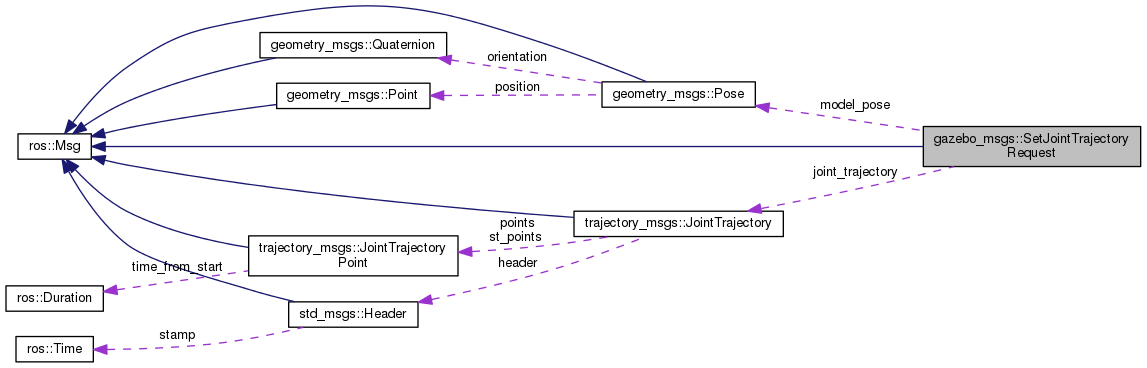 geometry_msgs::Quaternion
orientation
geometry_msgs::Point
position
geometry_msgs::Pose
model_pose
ros::Msg
gazebo_msgs::SetJointTrajectory
Request
joint_trajectory
trajectory_msgs::JointTrajectory
points
st_points
trajectory_msgs::JointTrajectory
Point
header
time_from_start
ros::Duration
std_msgs::Header
stamp
ros::Time